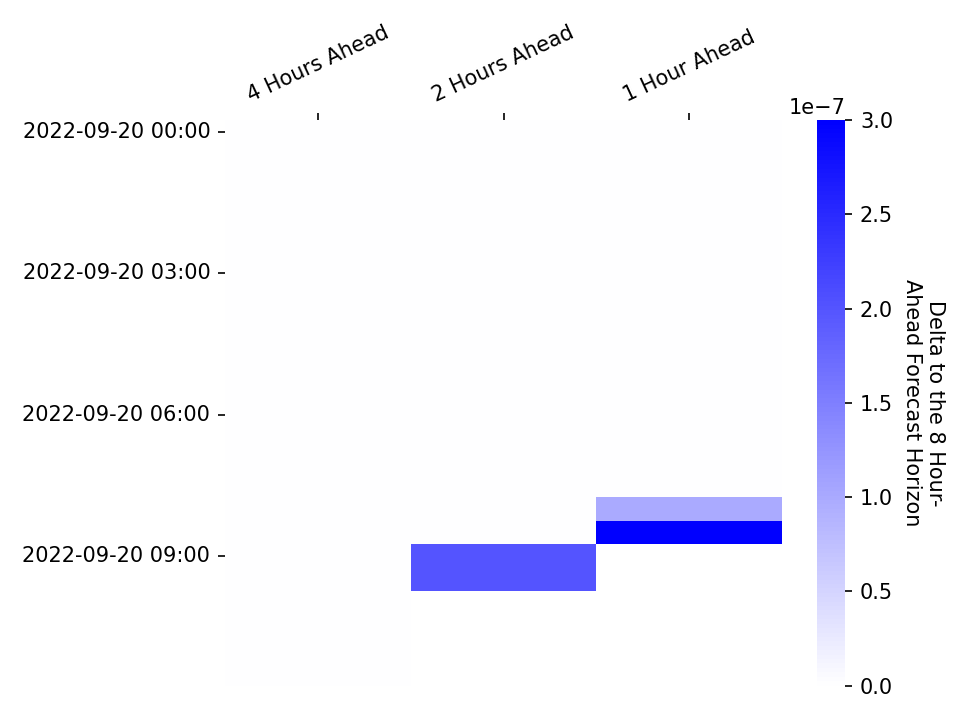 4 Hours Ahead
2 Hours Ahead
1 Hour Ahead
2022-09-20 00:00
2022-09-20 03:00
2022-09-20 06:00
2022-09-20 09:00
1e−7
3.0
2.5
2.0
1.5
1.0
0.5
0.0
Delta to the 8 Hour-
Ahead Forecast Horizon